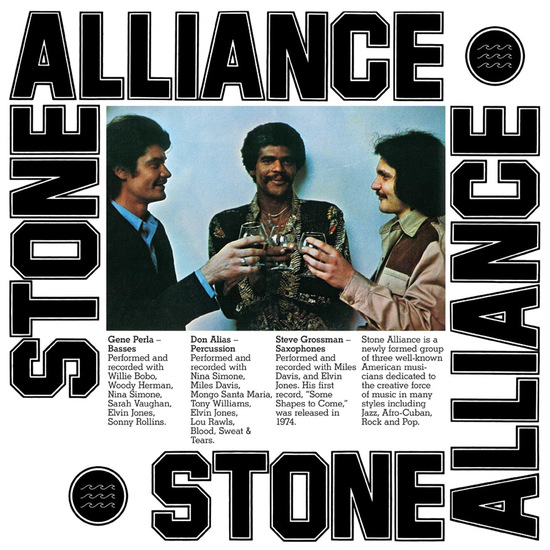 ALLIANCE
STONE
ALLIANCE
Gene Perla –
Basses
Performed and
recorded with
Willie Bobo,
Woody Herman,
Nina Simone,
Sarah Vaughan,
Elvin Jones,
Sonny Rollins.
Don Alias –
Percussion
Performed and
recorded with
Nina Simone,
Miles Davis,
Mongo Santa Maria,
Tony Williams,
Elvin Jones,
Lou Rawls,
Blood, Sweat &
Tears.
Steve Grossman –
Saxophones
Performed and
recorded with Miles
Davis, and Elvin
Jones. His first
record, "Some
Shapes to Come,"
was released in
1974.
Stone Alliance is a
newly formed group
of three well-known
American musi-
cians dedicated to
the creative force
of music in many
styles including
Jazz, Afro-Cuban,
Rock and Pop.
STONE